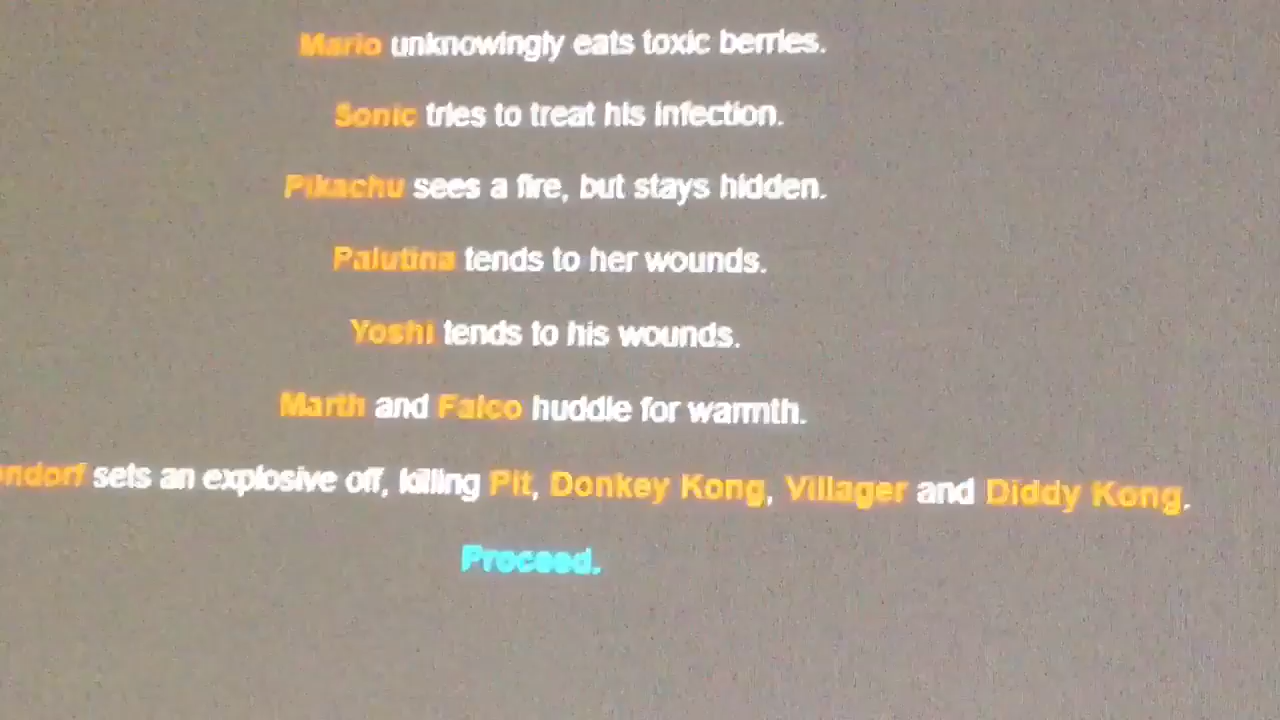 Mario unknowingly eats toxic berries.
Sonic tries to treat his infection.
Pikachu sees a fire, but stays hidden.
Palutina tends to her wounds.
Yoshi tends to his wounds.
Marth and Falco huddle for warmth.
ndorf sets an explosive off, killing Pit, Donkey Kong, Villager and Diddy Kong.
Proceed.